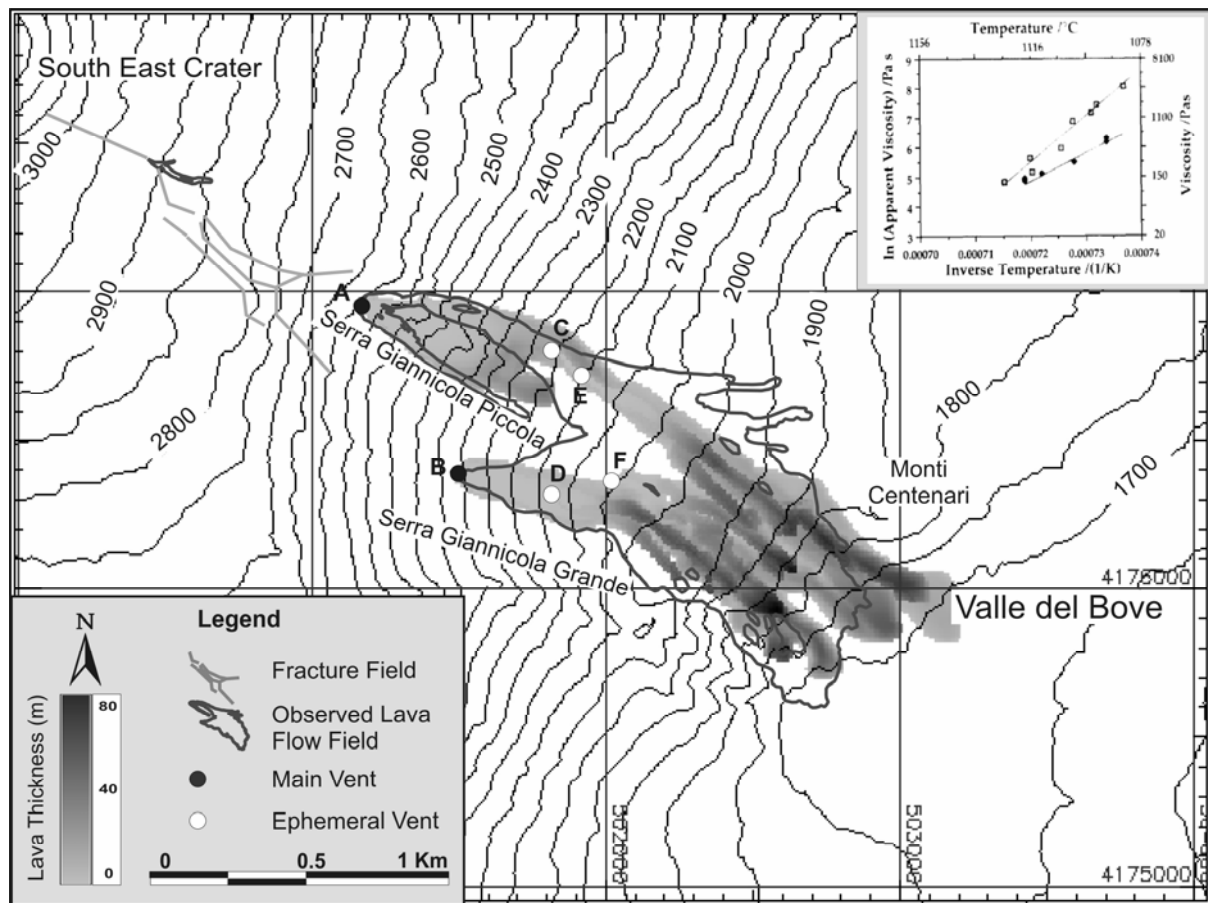 South East Crater
3000
2900
2800
2700
2600
2500
2400
2300
2200
2100
2000
1900
1800
1700
A
B
C
D
E
F
Serra Giannicola Piccola
Serra Giannicola Grande
Monti
Centenari
Valle del Bove
4176000
4175000
502000
503000
Temperature /°C
1156
1116
1078
ln (Apparent Viscosity) /Pa s
9
8
7
6
5
4
3
8100
1100
150
20
Viscosity /Pas
0.00070
0.00071
0.00072
0.00073
0.00074
Inverse Temperature /(1/K)
Legend
N
Lava Thickness (m)
80
40
0
Fracture Field
Observed Lava
Flow Field
Main Vent
Ephemeral Vent
0
0.5
1 Km